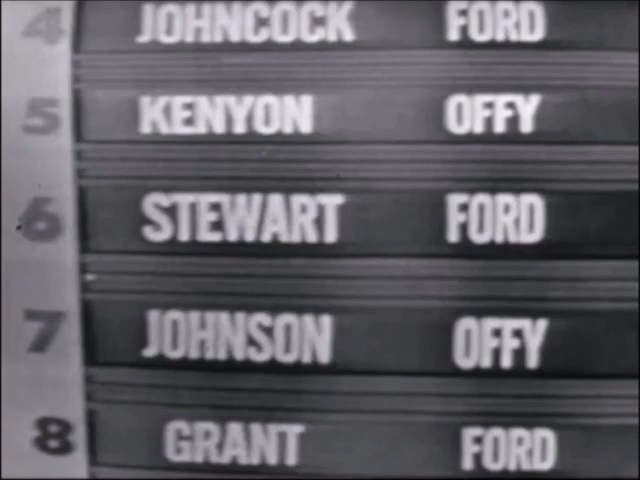 4 JOHNCOCK FORD
5 KENYON OFFY
6 STEWART FORD
7 JOHNSON OFFY
8 GRANT FORD